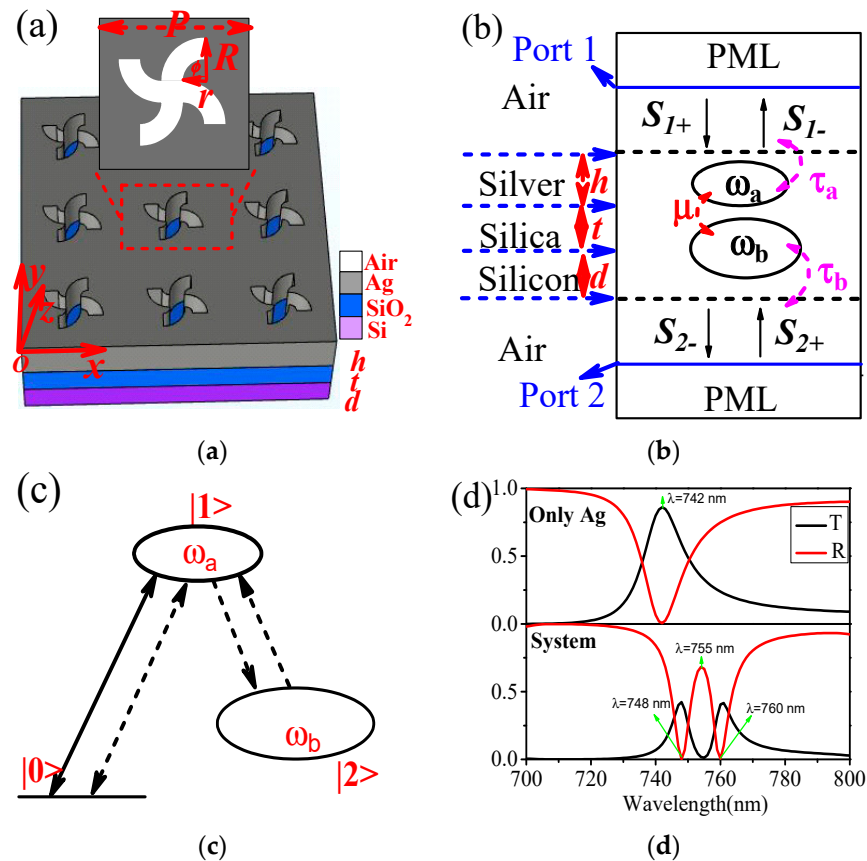 (a)
P
R
ϕ
r
y
z
o
x
Air
Ag
SiO2
Si
h
t
d
(a)
(b)
Port 1
PML
Air
S1+
S1-
Silver
h
ωa
τa
μ
Silica
t
ωb
Silicon
d
τb
Air
S2-
S2+
Port 2
PML
(b)
(c)
|1>
ωa
|0>
ωb
|2>
(c)
(d)
1.0
λ=742 nm
Only Ag
T
R
0.5
0.0
System
λ=755 nm
λ=748 nm
λ=760 nm
0.5
0.0
700 720 740 760 780 800
Wavelength(nm)
(d)